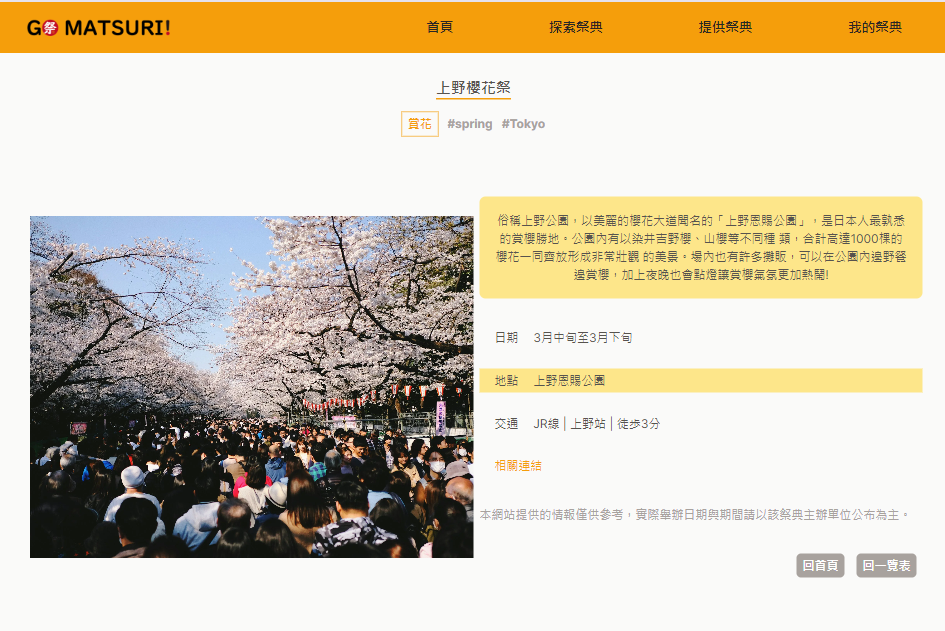 G祭 MATSURI!
首頁 探索祭典 提供祭典 我的祭典
上野櫻花祭
賞花 #spring #Tokyo
俗稱上野公園，以美麗的櫻花大道聞名的「上野恩賜公園」，是日本人最熟悉
的賞櫻勝地。公園內有以染井吉野櫻、山櫻等不同種 類，合計高達1000棵的
櫻花一同齊放形成非常壯觀 的美景。場內也有許多攤販，可以在公園內邊野餐
邊賞櫻，加上夜晚也會點燈讓賞櫻氣氛更加熱鬧!
日期 3月中旬至3月下旬
地點 上野恩賜公園
交通 JR線 | 上野站 | 徒步3分
相關連結
本網站提供的情報僅供參考，實際舉辦日期與期間請以該祭典主辦單位公布為主。
回首頁 回一覽表